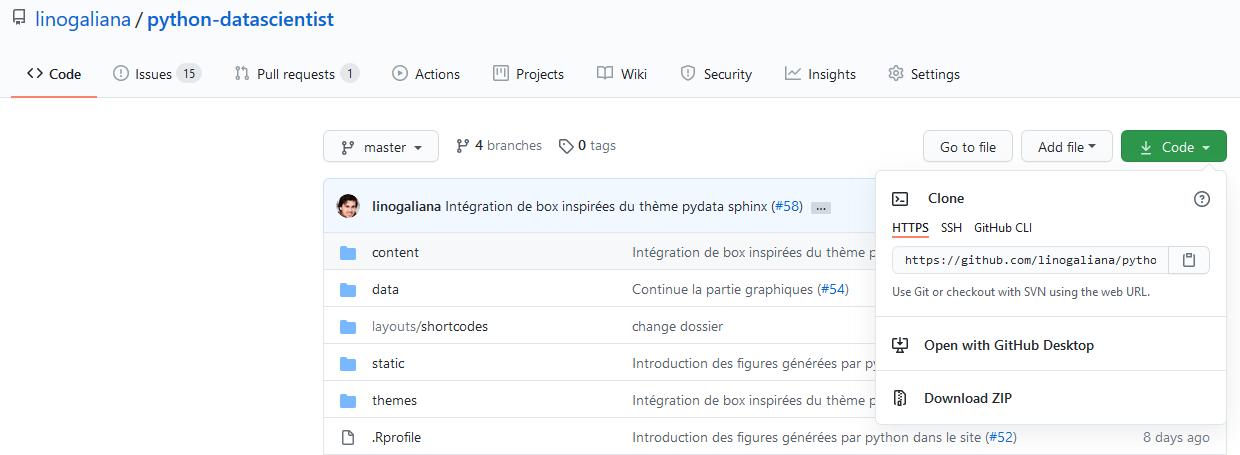 linogaliana / python-datascientist
Code Issues 15 Pull requests 1 Actions Projects Wiki Security Insights Settings
master 4 branches 0 tags Go to file Add file Code
linogaliana Intégration de box inspirées du thème pydata sphinx (#58) ...
Clone
HTTPS SSH GitHub CLI
content Intégration de box inspirées du thème
https://github.com/linogaliana/pytho
data Continue la partie graphiques (#54)
Use Git or checkout with SVN using the web URL.
layouts/shortcodes change dossier
Open with GitHub Desktop
static Introduction des figures générées par
themes Intégration de box inspirées du thème
Download ZIP
.Rprofile Introduction des figures générées par python dans le site (#52) 8 days ago